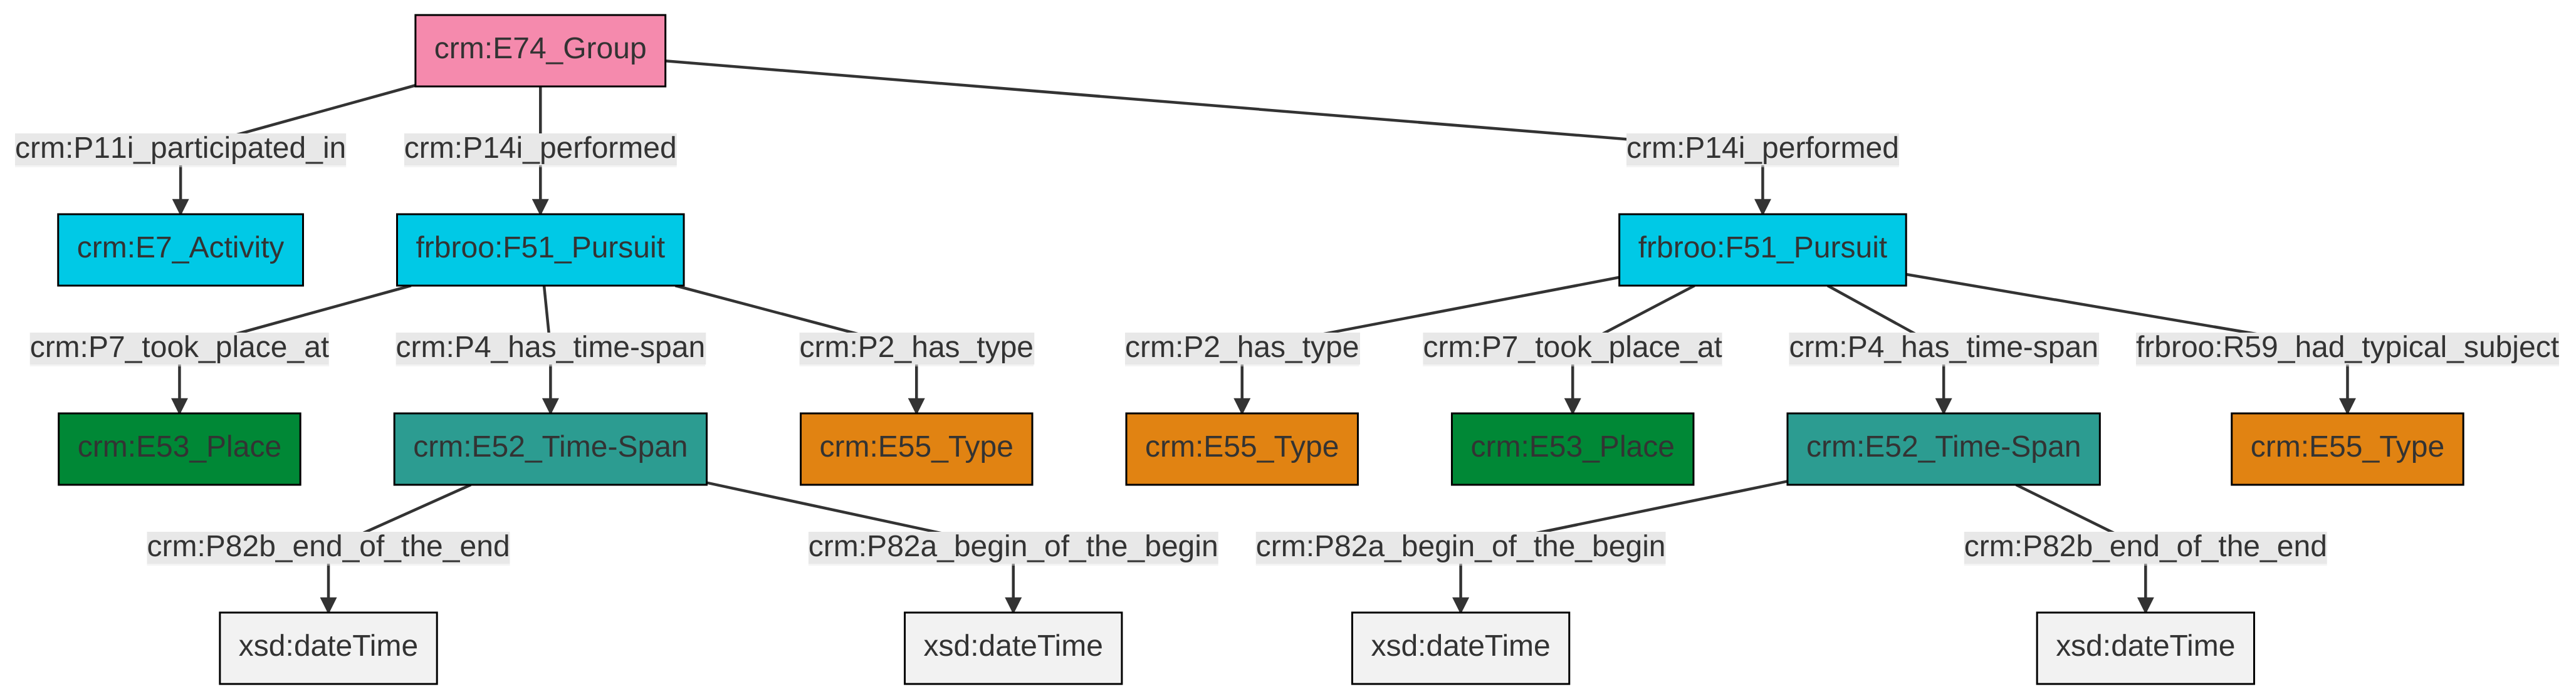 crm:E74_Group
crm:P11i_participated_in
crm:P14i_performed
crm:P14i_performed
crm:E7_Activity
frbroo:F51_Pursuit
frbroo:F51_Pursuit
crm:P7_took_place_at
crm:P4_has_time-span
crm:P2_has_type
crm:P2_has_type
crm:P7_took_place_at
crm:P4_has_time-span
frbroo:R59_had_typical_subject
crm:E53_Place
crm:E52_Time-Span
crm:E55_Type
crm:E55_Type
crm:E53_Place
crm:E52_Time-Span
crm:E55_Type
crm:P82b_end_of_the_end
crm:P82a_begin_of_the_begin
crm:P82a_begin_of_the_begin
crm:P82b_end_of_the_end
xsd:dateTime
xsd:dateTime
xsd:dateTime
xsd:dateTime